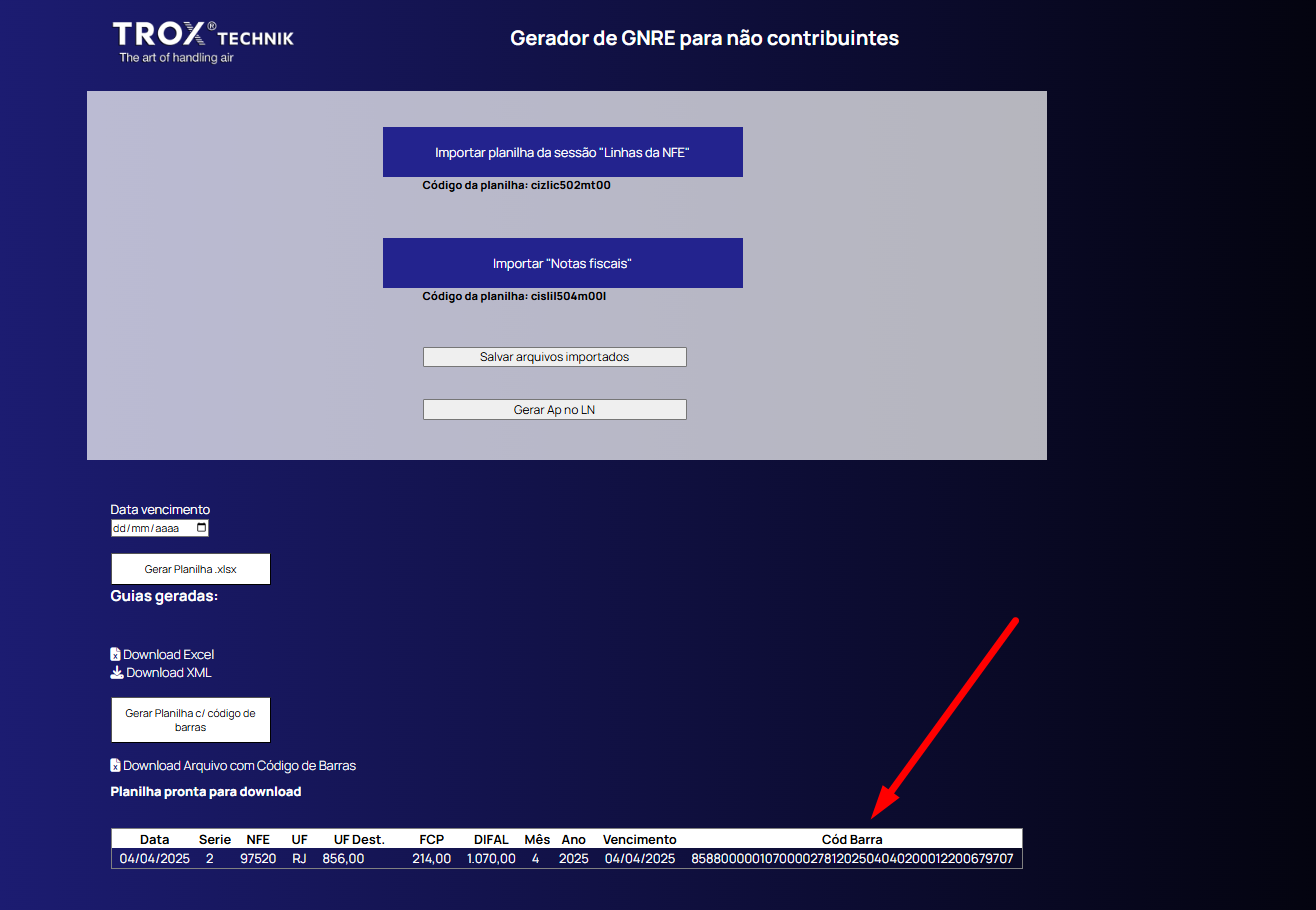 TROX® TECHNIK
The art of handling air
Gerador de GNRE para não contribuintes
Importar planilha da sessão "Linhas da NFE"
Código da planilha: cizlic502mt00
Importar "Notas fiscais"
Código da planilha: cislil504m00l
Salvar arquivos importados
Gerar Ap no LN
Data vencimento
dd/mm/aaaa
Gerar Planilha .xlsx
Guias geradas:
Download Excel
Download XML
Gerar Planilha c/ código de
barras
Download Arquivo com Código de Barras
Planilha pronta para download
Data Serie NFE UF UF Dest. FCP DIFAL Mês Ano Vencimento Cód Barra
04/04/2025 2 97520 RJ 856,00 214,00 1.070,00 4 2025 04/04/2025 85880000010700002781202504040200012200679707